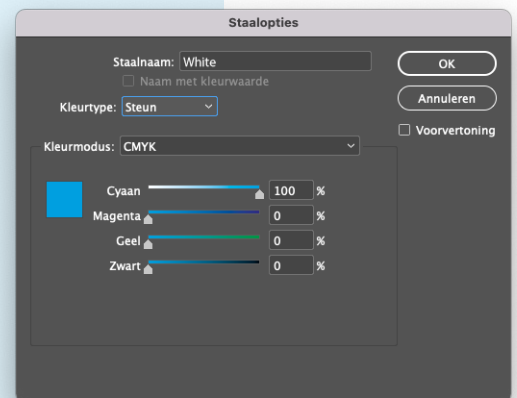 Staalopties
Staalnaam: White
Naam met kleurwaarde
Kleurtype: Steun
OK
Annuleren
Voorvertoning
Kleurmodus: CMYK
Cyaan 100 %
Magenta 0 %
Geel 0 %
Zwart 0 %